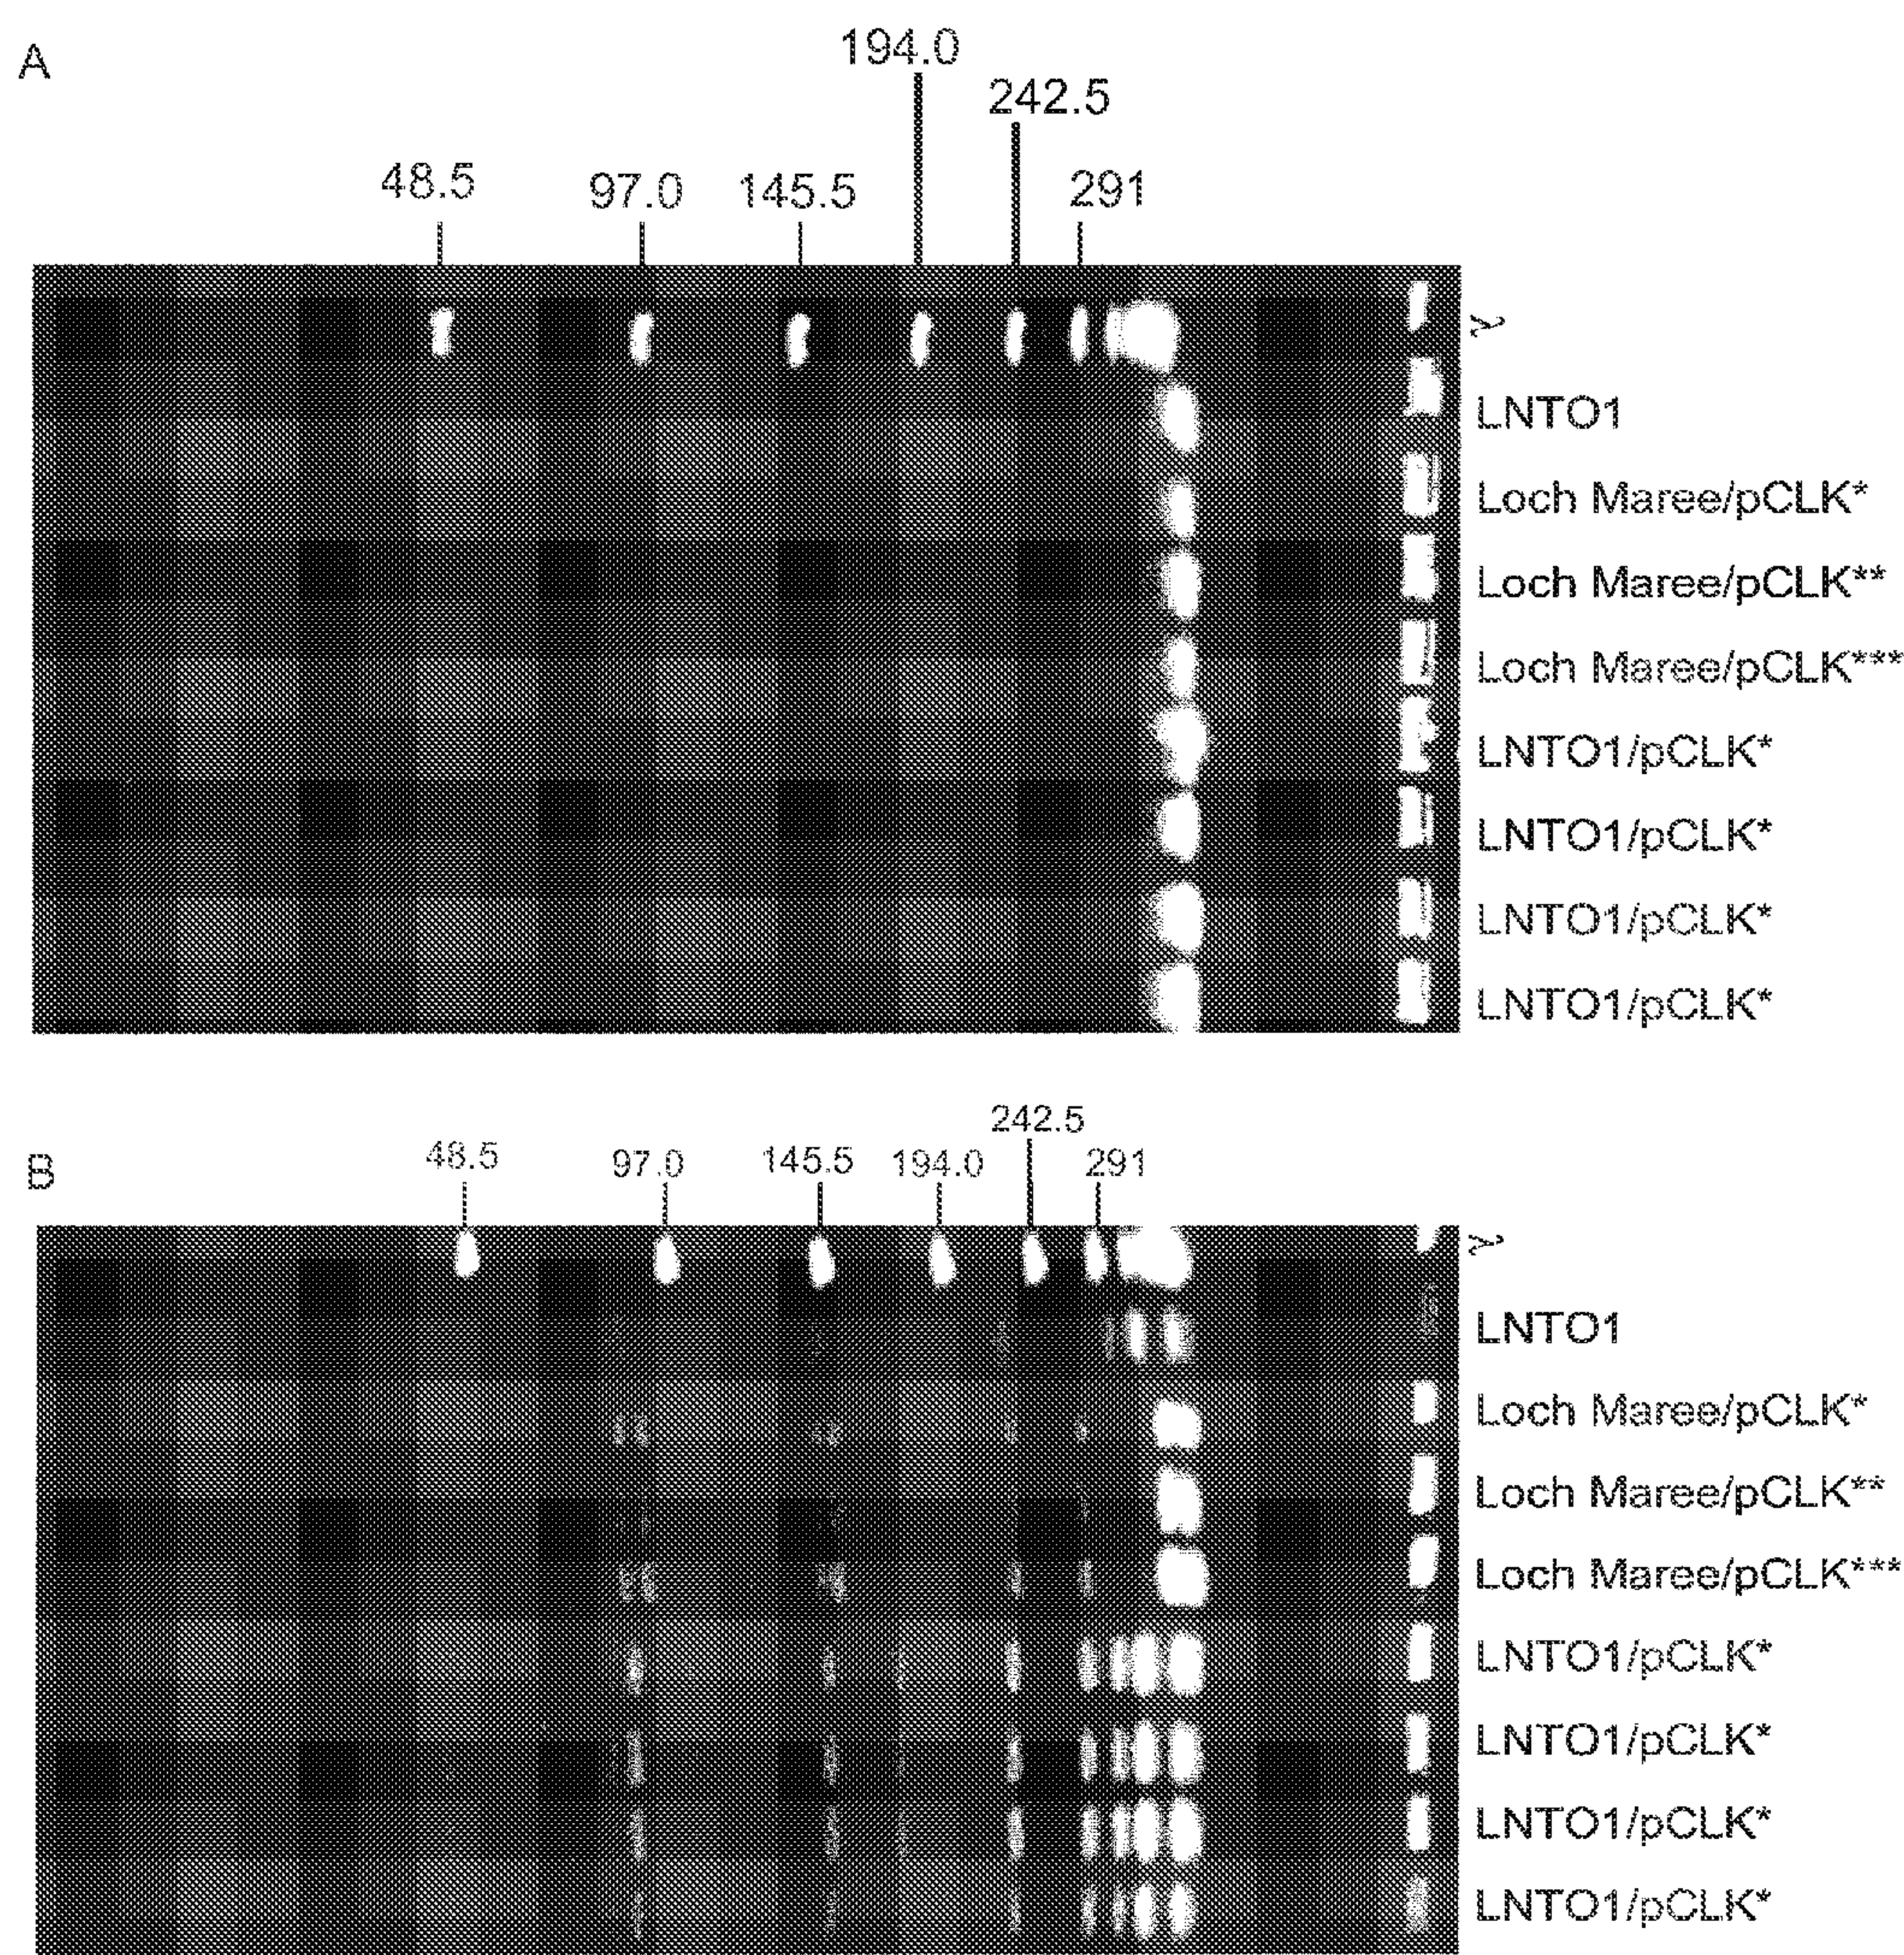 A
194.0
242.5
48.5 97.0 145.5 291
λ
LNTO1
Loch Maree/pCLK*
Loch Maree/pCLK**
Loch Maree/pCLK***
LNTO1/pCLK*
LNTO1/pCLK*
LNTO1/pCLK*
LNTO1/pCLK*
242.5
B 48.5 97.0 145.5 194.0 291
λ
LNTO1
Loch Maree/pCLK*
Loch Maree/pCLK**
Loch Maree/pCLK***
LNTO1/pCLK*
LNTO1/pCLK*
LNTO1/pCLK*
LNTO1/pCLK*